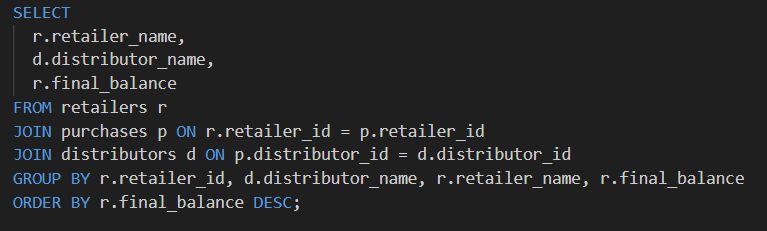 SELECT
r.retailer_name,
d.distributor_name,
r.final_balance
FROM retailers r
JOIN purchases p ON r.retailer_id = p.retailer_id
JOIN distributors d ON p.distributor_id = d.distributor_id
GROUP BY r.retailer_id, d.distributor_name, r.retailer_name, r.final_balance
ORDER BY r.final_balance DESC;